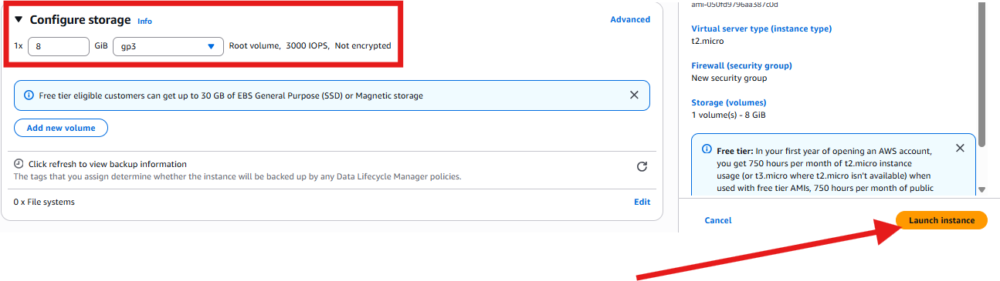 Configure storage Info
Advanced
1x 8 GiB gp3 Root volume, 3000 IOPS, Not encrypted
Free tier eligible customers can get up to 30 GB of EBS General Purpose (SSD) or Magnetic storage
Add new volume
Click refresh to view backup information
The tags that you assign determine whether the instance will be backed up by any Data Lifecycle Manager policies.
0 x File systems
Edit
ami-050fd9796aa387c0d
Virtual server type (instance type)
t2.micro
Firewall (security group)
New security group
Storage (volumes)
1 volume(s) - 8 GiB
Free tier: In your first year of opening an AWS account,
you get 750 hours per month of t2.micro instance
usage (or t3.micro where t2.micro isn't available) when
used with free tier AMIs, 750 hours per month of public
Cancel
Launch instance